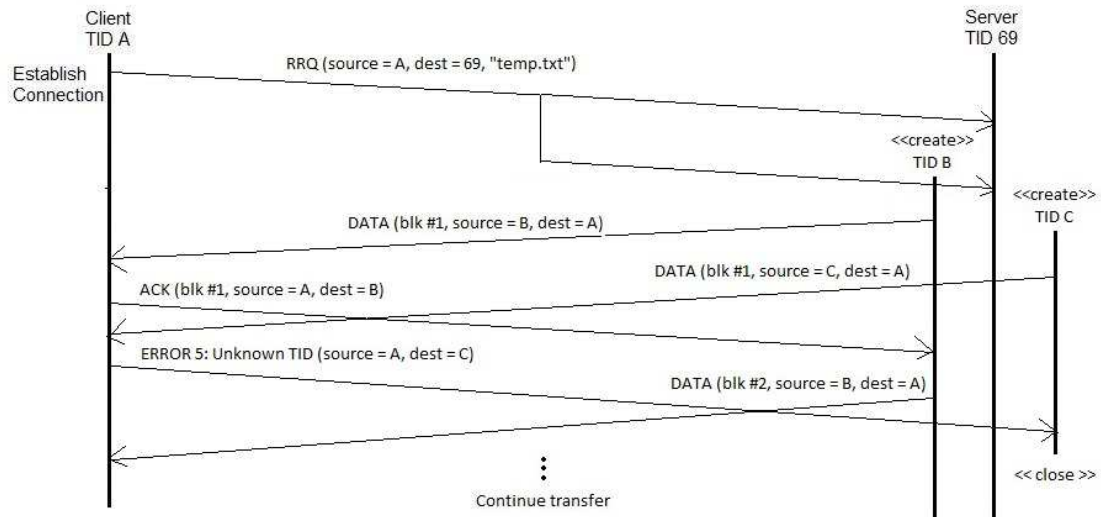 Client
TID A
Server
TID 69
Establish
Connection
RRQ (source = A, dest = 69, "temp.txt")
<<create>>
TID B
<<create>>
TID C
DATA (blk #1, source = B, dest = A)
DATA (blk #1, source = C, dest = A)
ACK (blk #1, source = A, dest = B)
ERROR 5: Unknown TID (source = A, dest = C)
DATA (blk #2, source = B, dest = A)
<< close >>
Continue transfer